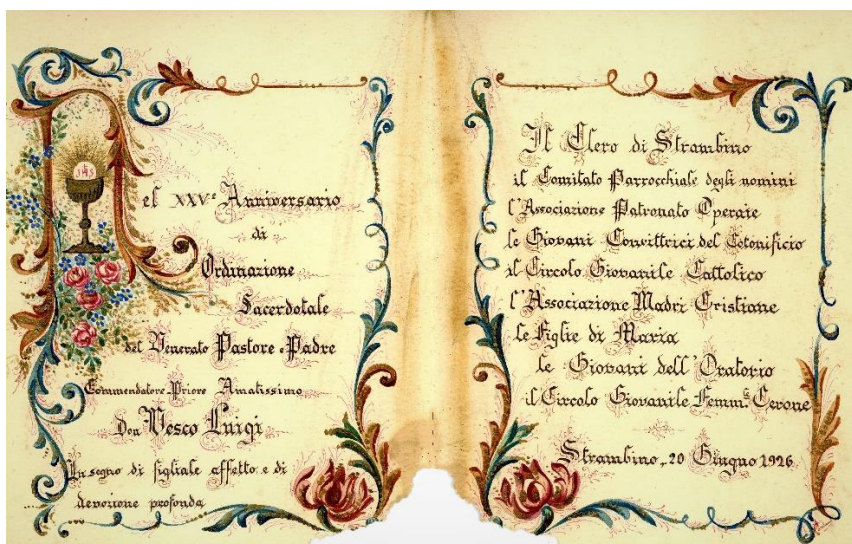 IHS
Nel XXV° Anniversario
di
Ordinazione
Sacerdotale
del Venerato Pastore e Padre
Commendatore Priore Amatissimo
Don Vesco Luigi
In segno di figliale affetto e di
devozione profonda
Il Clero di Strambino
il Comitato Parrocchiale degli uomini
l'Associazione Patronato Operaie
le Giovani Convittrici del Cotonificio
il Circolo Giovanile Cattolico
l'Associazione Madri Cristiane
le Figlie di Maria
le Giovani dell'Oratorio
il Circolo Giovanile Femm.le Cerone
Strambino, 20 Giugno 1926